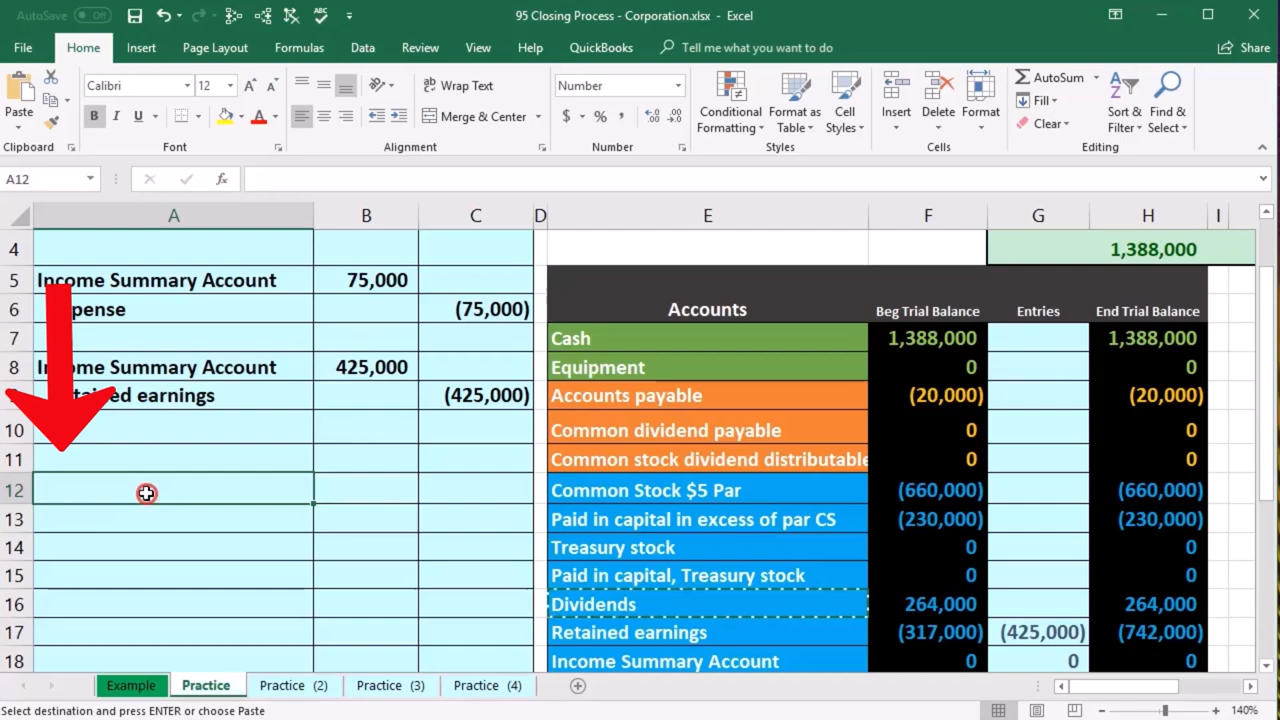 AutoSave Off 95 Closing Process - Corporation.xlsx - Excel
File Home Insert Page Layout Formulas Data Review View Help QuickBooks Tell me what you want to do Share
Paste Calibri 12 Wrap Text Number Conditional Formatting Format as Table Cell Styles Insert Delete Format AutoSum Sort & Filter Find & Select
B I U Merge & Center $ % Fill
Clear
Clipboard Font Alignment Number Styles Cells Editing
A12 fx
A B C D E F G H I
4 1,388,000
5 Income Summary Account 75,000
6 pense (75,000) Accounts Beg Trial Balance Entries End Trial Balance
7 Cash 1,388,000 1,388,000
8 Income Summary Account 425,000 Equipment 0 0
ed earnings (425,000) Accounts payable (20,000) (20,000)
10 Common dividend payable 0 0
11 Common stock dividend distributable 0 0
12 Common Stock $5 Par (660,000) (660,000)
13 Paid in capital in excess of par CS (230,000) (230,000)
14 Treasury stock 0 0
15 Paid in capital, Treasury stock 0 0
16 Dividends 264,000 264,000
17 Retained earnings (317,000) (425,000) (742,000)
18 Income Summary Account 0 0 0
Example Practice Practice (2) Practice (3) Practice (4)
Select destination and press ENTER or choose Paste 140%